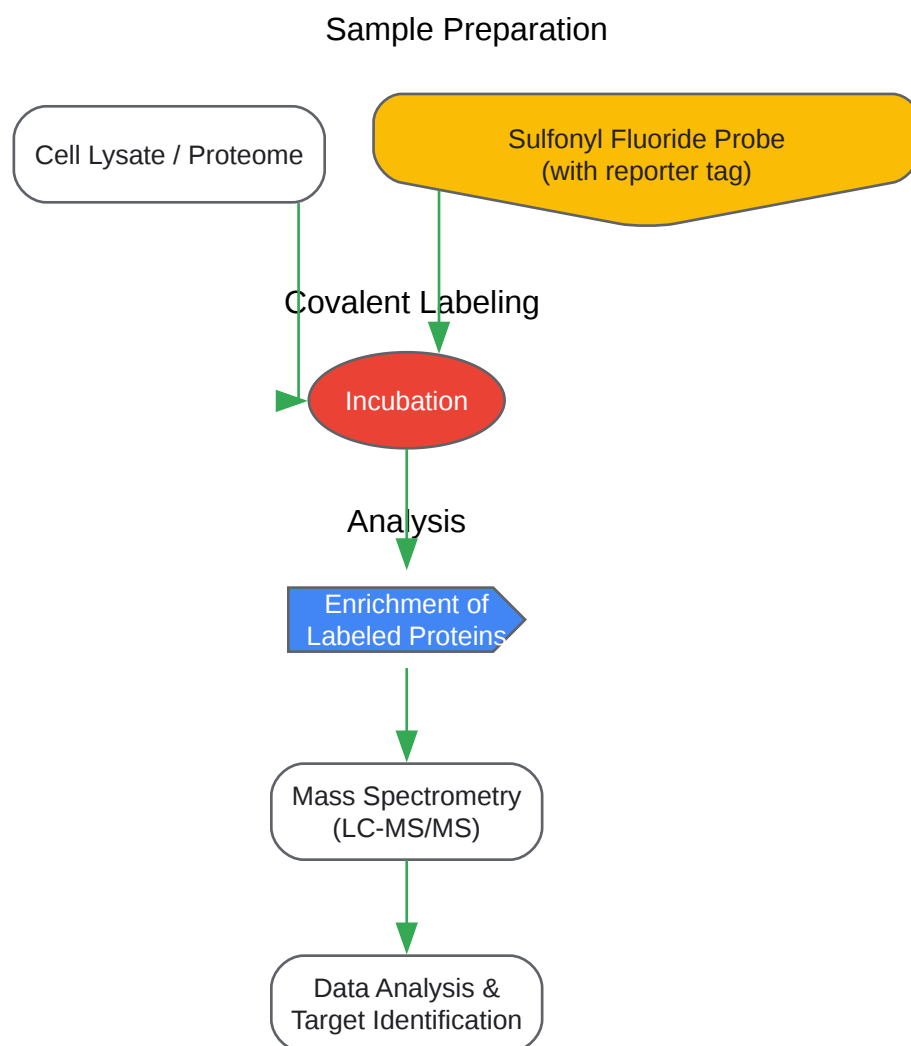 Sample Preparation
Cell Lysate / Proteome
Sulfonyl Fluoride Probe
(with reporter tag)
Covalent Labeling
Incubation
Analysis
Enrichment of
Labeled Proteins
Mass Spectrometry
(LC-MS/MS)
Data Analysis &
Target Identification